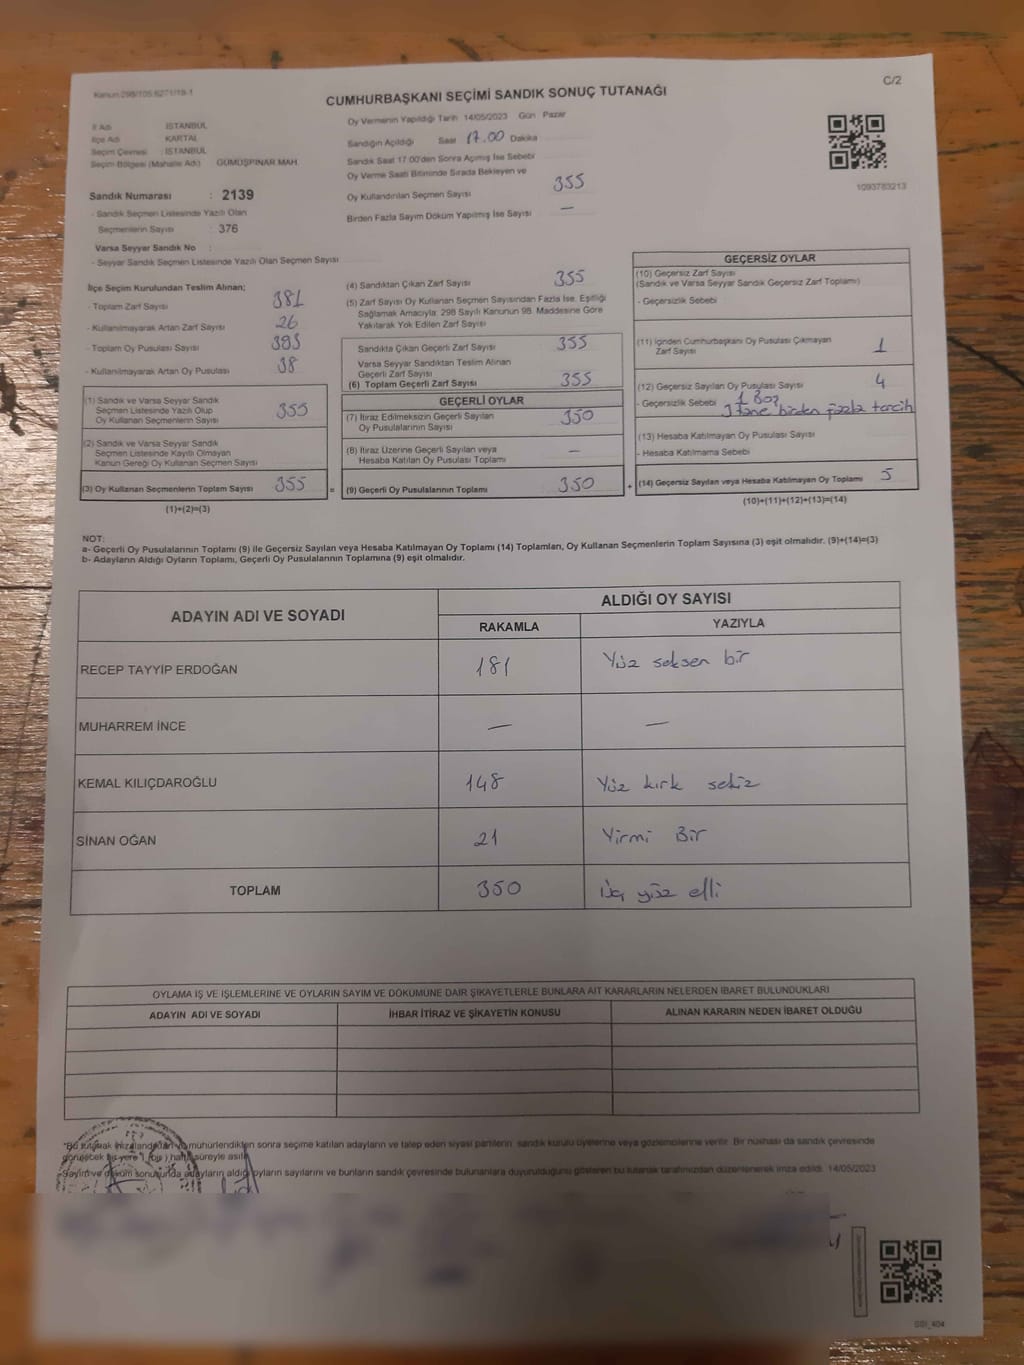 Kanun:298/105,6271/19-1
C/2
CUMHURBAŞKANI SEÇİMİ SANDIK SONUÇ TUTANAĞI
İl Adı İSTANBUL
İlçe Adı KARTAL
Seçim Çevresi İSTANBUL
Seçim Bölgesi (Mahalle Adı) GÜMÜŞPINAR MAH.
Sandık Numarası : 2139
- Sandık Seçmen Listesinde Yazılı Olan
Seçmenlerin Sayısı : 376
Varsa Seyyar Sandık No :
- Seyyar Sandık Seçmen Listesinde Yazılı Olan Seçmen Sayısı
Oy Vermenin Yapıldığı Tarih 14/05/2023 Gün Pazar
Sandığın Açıldığı Saat 17.00 Dakika
Sandık Saat 17.00'den Sonra Açılmış İse Sebebi
Oy Verme Saati Bitiminde Sırada Bekleyen ve
Oy Kullandırılan Seçmen Sayısı 355
Birden Fazla Sayım Döküm Yapılmış İse Sayısı —
1093783213
İlçe Seçim Kurulundan Teslim Alınan;
- Toplam Zarf Sayısı 381
- Kullanılmayarak Artan Zarf Sayısı 26
- Toplam Oy Pusulası Sayısı 393
- Kullanılmayarak Artan Oy Pusulası 38
(1) Sandık ve Varsa Seyyar Sandık
Seçmen Listesinde Yazılı Olup
Oy Kullanan Seçmenlerin Sayısı 355
(2) Sandık ve Varsa Seyyar Sandık
Seçmen Listesinde Kayıtlı Olmayan
Kanun Gereği Oy Kullanan Seçmen Sayısı
(3) Oy Kullanan Seçmenlerin Toplam Sayısı 355 =
(1)+(2)=(3)
(4) Sandıktan Çıkan Zarf Sayısı 355
(5) Zarf Sayısı Oy Kullanan Seçmen Sayısından Fazla İse, Eşitliği
Sağlamak Amacıyla; 298 Sayılı Kanunun 98. Maddesine Göre
Yakılarak Yok Edilen Zarf Sayısı
Sandıkta Çıkan Geçerli Zarf Sayısı 355
Varsa Seyyar Sandıktan Teslim Alınan
Geçerli Zarf Sayısı
(6) Toplam Geçerli Zarf Sayısı 355
GEÇERLİ OYLAR
(7) İtiraz Edilmeksizin Geçerli Sayılan
Oy Pusulalarının Sayısı 350
(8) İtiraz Üzerine Geçerli Sayılan veya
Hesaba Katılan Oy Pusulası Toplamı —
(9) Geçerli Oy Pusulalarının Toplamı 350 +
GEÇERSİZ OYLAR
(10) Geçersiz Zarf Sayısı
(Sandık ve Varsa Seyyar Sandık Geçersiz Zarf Toplamı)
- Geçersizlik Sebebi
(11) İçinden Cumhurbaşkanı Oy Pusulası Çıkmayan
Zarf Sayısı 1
(12) Geçersiz Sayılan Oy Pusulası Sayısı 4
- Geçersizlik Sebebi 1 Boş
3 tane birden fazla tercih
(13) Hesaba Katılmayan Oy Pusulası Sayısı
- Hesaba Katılmama Sebebi
(14) Geçersiz Sayılan veya Hesaba Katılmayan Oy Toplamı 5
(10)+(11)+(12)+(13)=(14)
NOT:
a- Geçerli Oy Pusulalarının Toplamı (9) ile Geçersiz Sayılan veya Hesaba Katılmayan Oy Toplamı (14) Toplamları, Oy Kullanan Seçmenlerin Toplam Sayısına (3) eşit olmalıdır. (9)+(14)=(3)
b- Adayların Aldığı Oyların Toplamı, Geçerli Oy Pusulalarının Toplamına (9) eşit olmalıdır.
ADAYIN ADI VE SOYADI
ALDIĞI OY SAYISI
RAKAMLA YAZIYLA
RECEP TAYYİP ERDOĞAN 181 Yüz seksen bir
MUHARREM İNCE — —
KEMAL KILIÇDAROĞLU 148 Yüz kırk sekiz
SİNAN OĞAN 21 Yirmi Bir
TOPLAM 350 Üç yüz elli
OYLAMA İŞ VE İŞLEMLERİNE VE OYLARIN SAYIM VE DÖKÜMÜNE DAİR ŞİKAYETLERLE BUNLARA AİT KARARLARIN NELERDEN İBARET BULUNDUKLARI
ADAYIN ADI VE SOYADI İHBAR İTİRAZ VE ŞİKAYETİN KONUSU ALINAN KARARIN NEDEN İBARET OLDUĞU
"Bu tutanak imzalandıktan ve mühürlendikten sonra seçime katılan adayların ve talep eden siyasi partilerin sandık kurulu üyelerine veya gözlemcilerine verilir. Bir nüshası da sandık çevresinde
görülecek bir yere 1 (bir) hafta süreyle asılır.
Sayım ve döküm sonucunda adayların aldığı oyların sayılarını ve bunların sandık çevresinde bulunanlara duyurulduğunu gösteren bu tutanak tarafımızdan düzenlenerek imza edildi. 14/05/2023
SSI_404